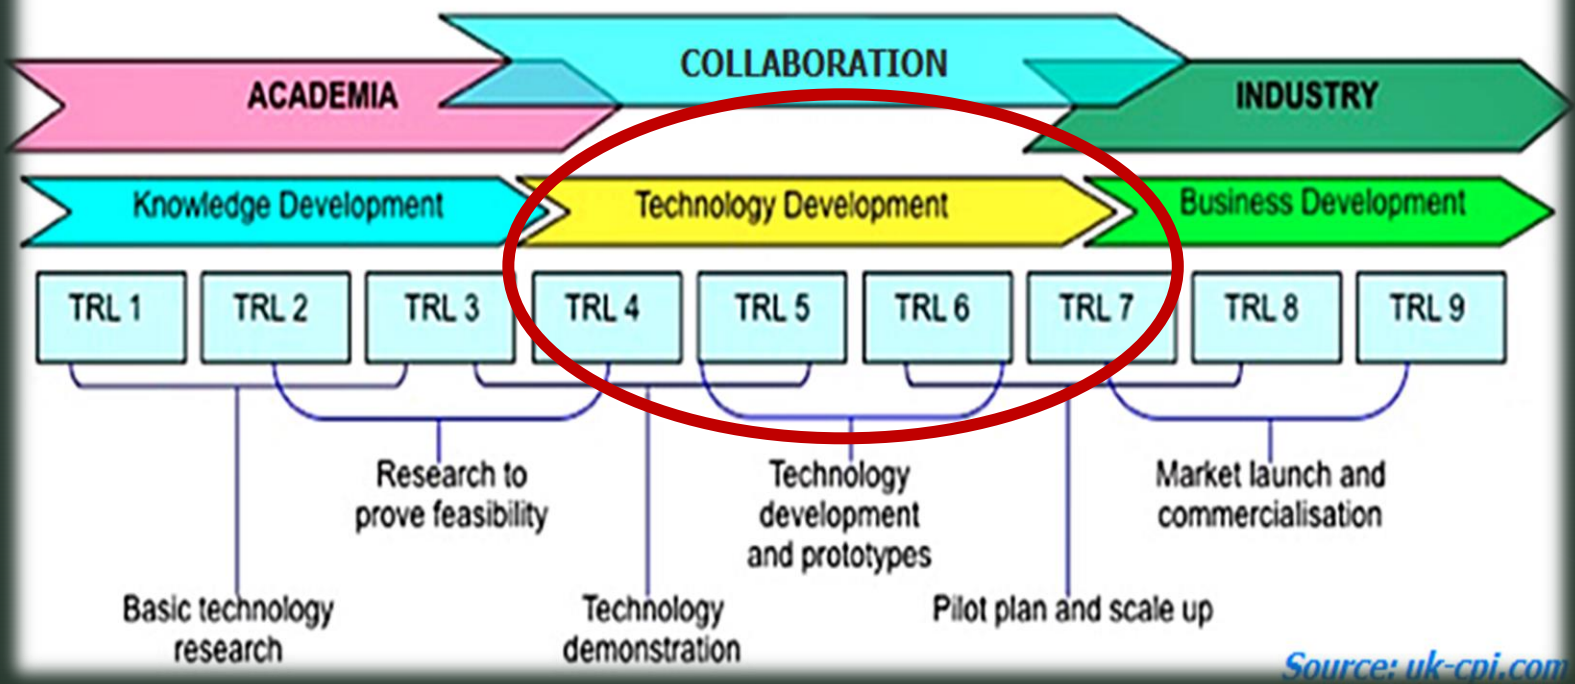 COLLABORATION
ACADEMIA
INDUSTRY
Knowledge Development
Technology Development
Business Development
TRL 1
TRL 2
TRL 3
TRL 4
TRL 5
TRL 6
TRL 7
TRL 8
TRL 9
Research to
prove feasibility
Technology
development
and prototypes
Market launch and
commercialisation
Basic technology
research
Technology
demonstration
Pilot plan and scale up
Source: uk-cpi.com